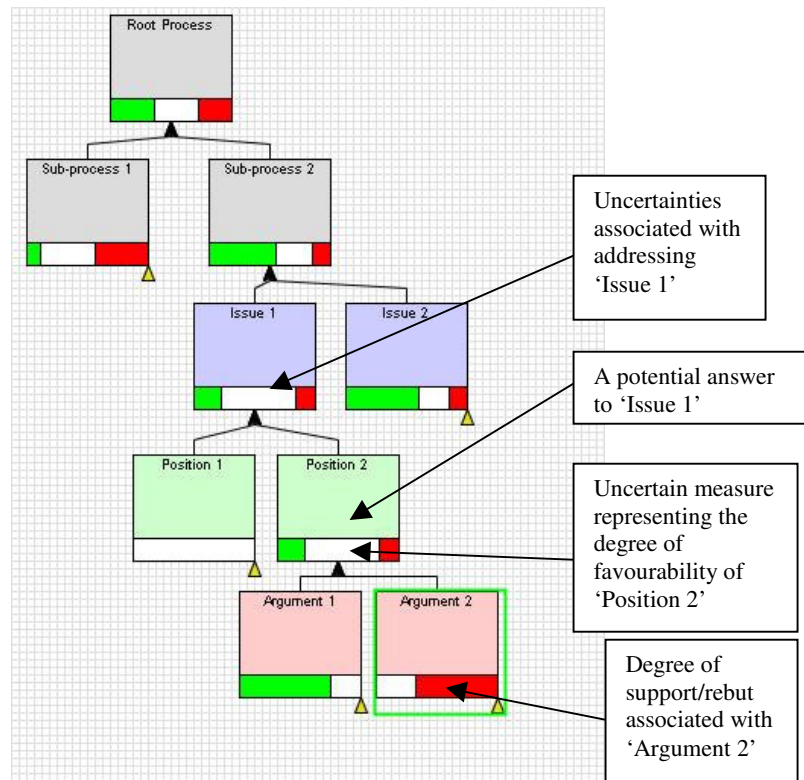 Root Process
Sub-process 1
Sub-process 2
Uncertainties
associated with
addressing
‘Issue 1’
Issue 1
Issue 2
A potential answer
to ‘Issue 1’
Position 1
Position 2
Uncertain measure
representing the
degree of
favourability of
‘Position 2’
Argument 1
Argument 2
Degree of
support/rebut
associated with
‘Argument 2’